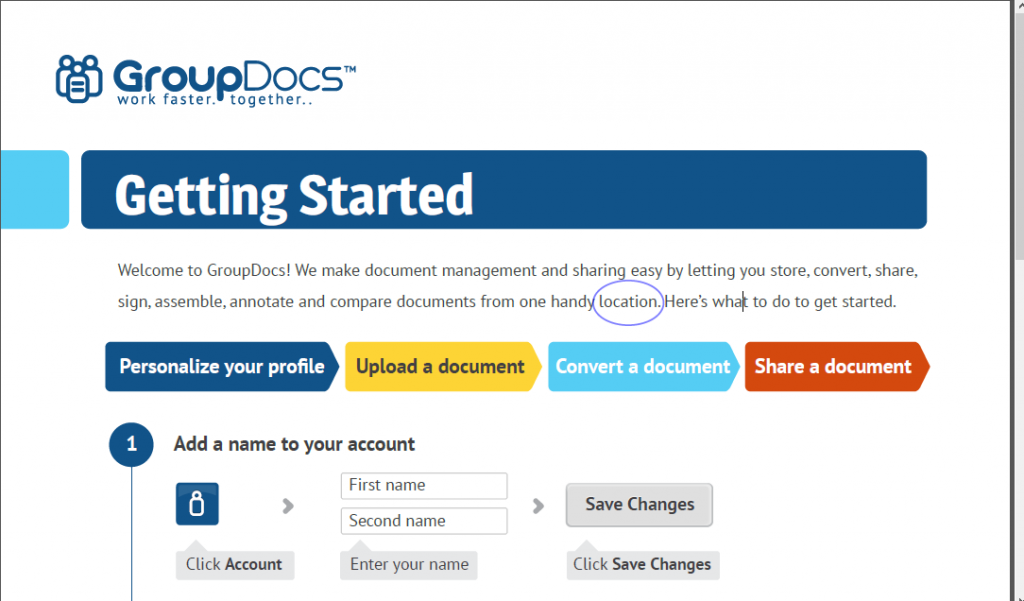 GroupDocs™
work faster. together..
Getting Started
Welcome to GroupDocs! We make document management and sharing easy by letting you store, convert, share,
sign, assemble, annotate and compare documents from one handy location. Here's what to do to get started.
Personalize your profile
Upload a document
Convert a document
Share a document
1
Add a name to your account
First name
Second name
Save Changes
Click Account
Enter your name
Click Save Changes